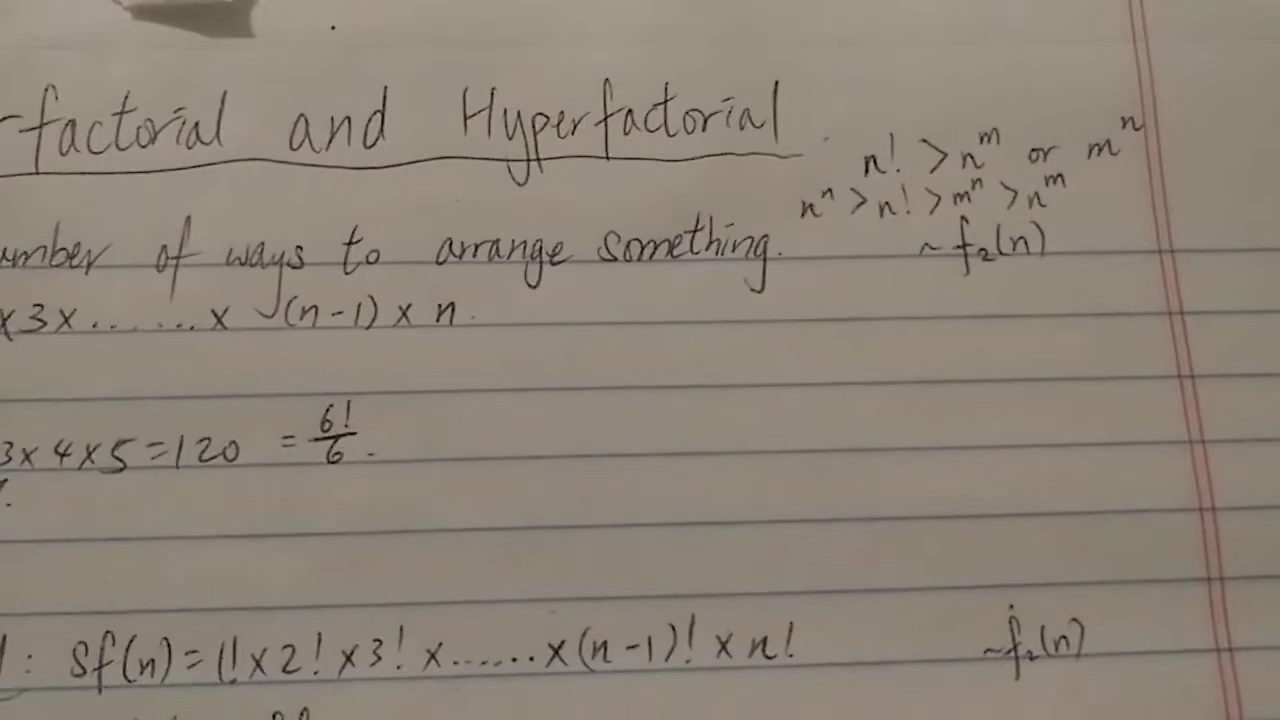 -factorial and Hyperfactorial
n! > n^m or m^n
n^n > n! > m^n > n^m
umber of ways to arrange something. ~f₂(n)
×3×.......× (n-1) × n.
3×4×5=120 = 6!/6.
: Sf(n) = 1!×2!×3!×......×(n-1)!×n! ~f₂(n)